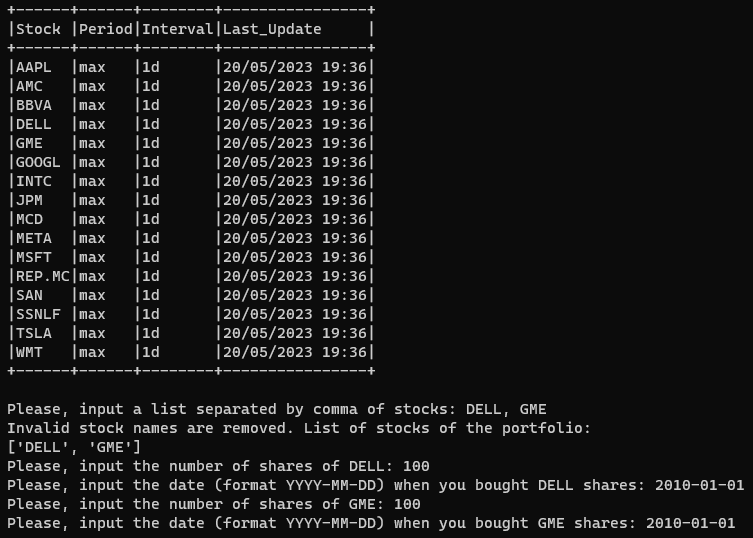 +------+------+--------+----------------+
|Stock |Period|Interval|Last_Update     |
+------+------+--------+----------------+
|AAPL  |max   |1d      |20/05/2023 19:36|
|AMC   |max   |1d      |20/05/2023 19:36|
|BBVA  |max   |1d      |20/05/2023 19:36|
|DELL  |max   |1d      |20/05/2023 19:36|
|GME   |max   |1d      |20/05/2023 19:36|
|GOOGL |max   |1d      |20/05/2023 19:36|
|INTC  |max   |1d      |20/05/2023 19:36|
|JPM   |max   |1d      |20/05/2023 19:36|
|MCD   |max   |1d      |20/05/2023 19:36|
|META  |max   |1d      |20/05/2023 19:36|
|MSFT  |max   |1d      |20/05/2023 19:36|
|REP.MC|max   |1d      |20/05/2023 19:36|
|SAN   |max   |1d      |20/05/2023 19:36|
|SSNLF |max   |1d      |20/05/2023 19:36|
|TSLA  |max   |1d      |20/05/2023 19:36|
|WMT   |max   |1d      |20/05/2023 19:36|
+------+------+--------+----------------+
Please, input a list separated by comma of stocks: DELL, GME
Invalid stock names are removed. List of stocks of the portfolio:
['DELL', 'GME']
Please, input the number of shares of DELL: 100
Please, input the date (format YYYY-MM-DD) when you bought DELL shares: 2010-01-01
Please, input the number of shares of GME: 100
Please, input the date (format YYYY-MM-DD) when you bought GME shares: 2010-01-01